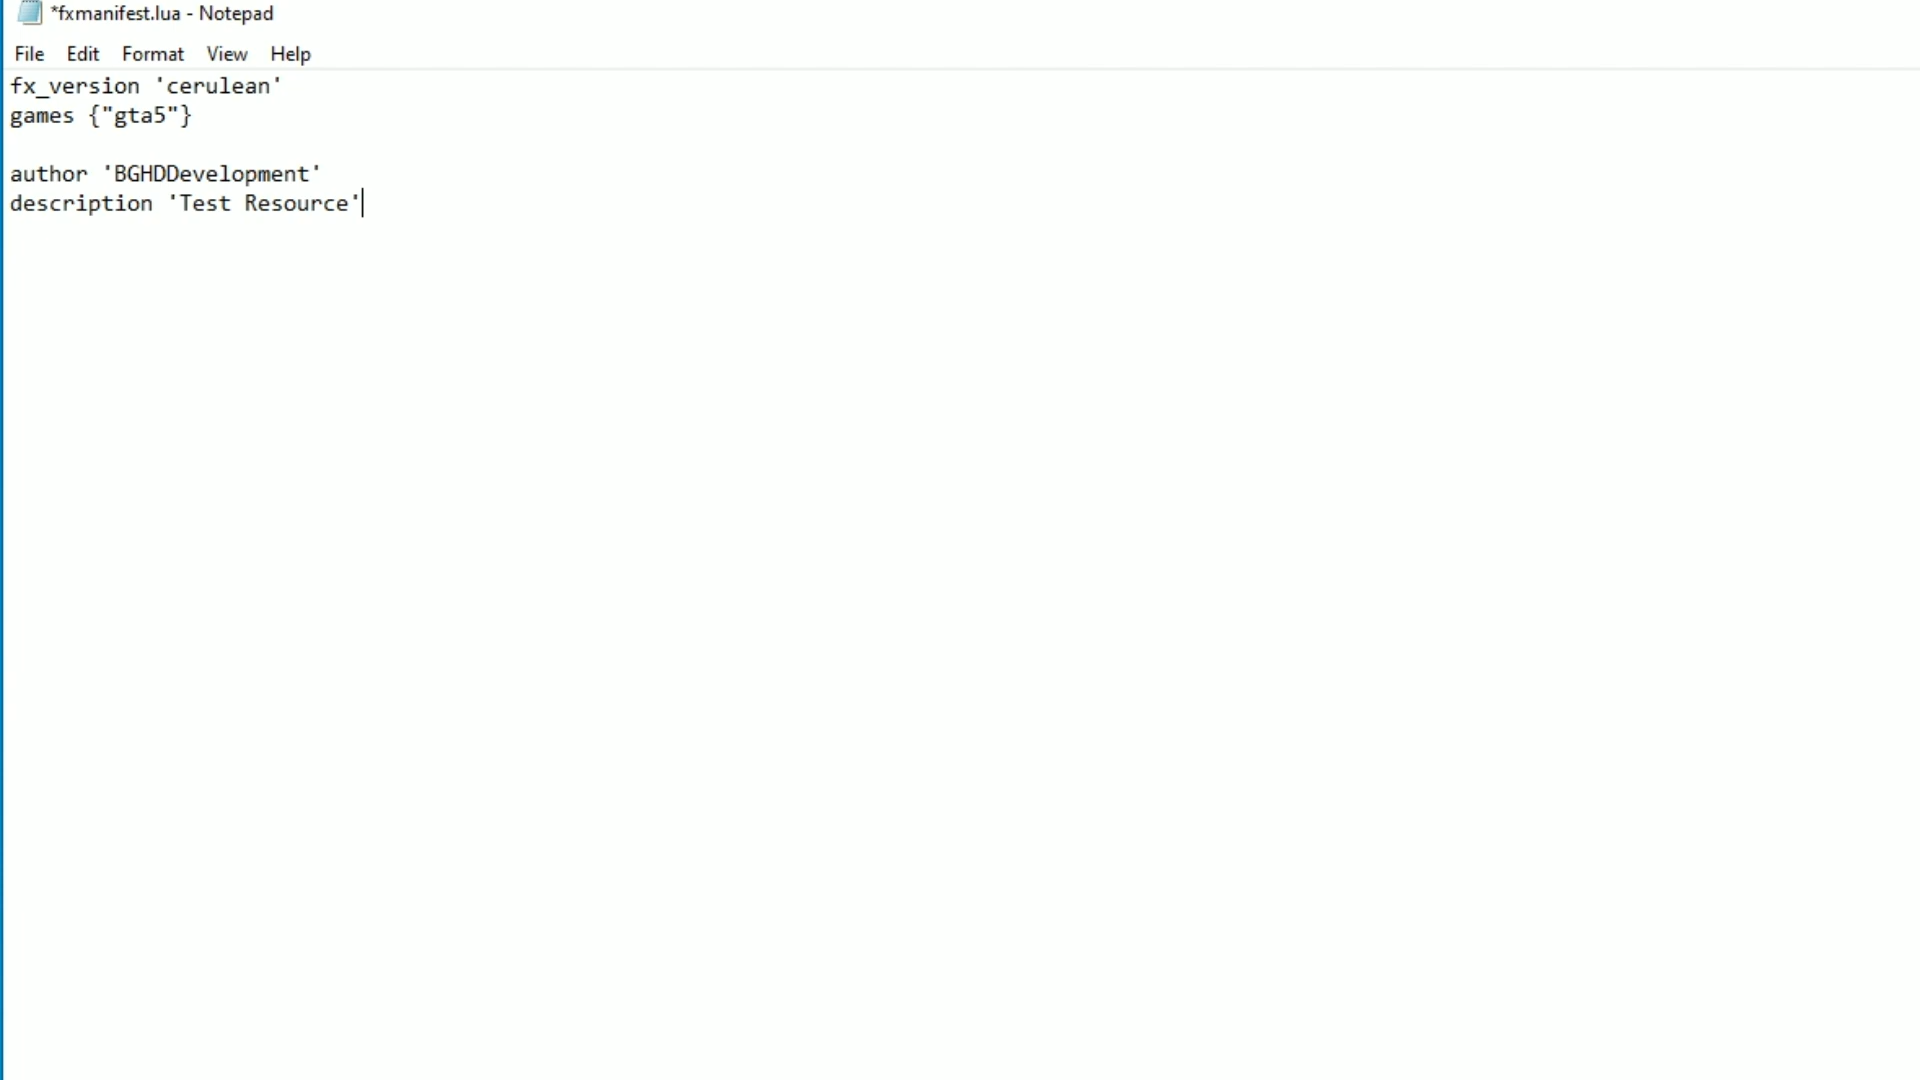 *fxmanifest.lua - Notepad
File Edit Format View Help
fx_version 'cerulean'
games {"gta5"}
author 'BGHDDevelopment'
description 'Test Resource'